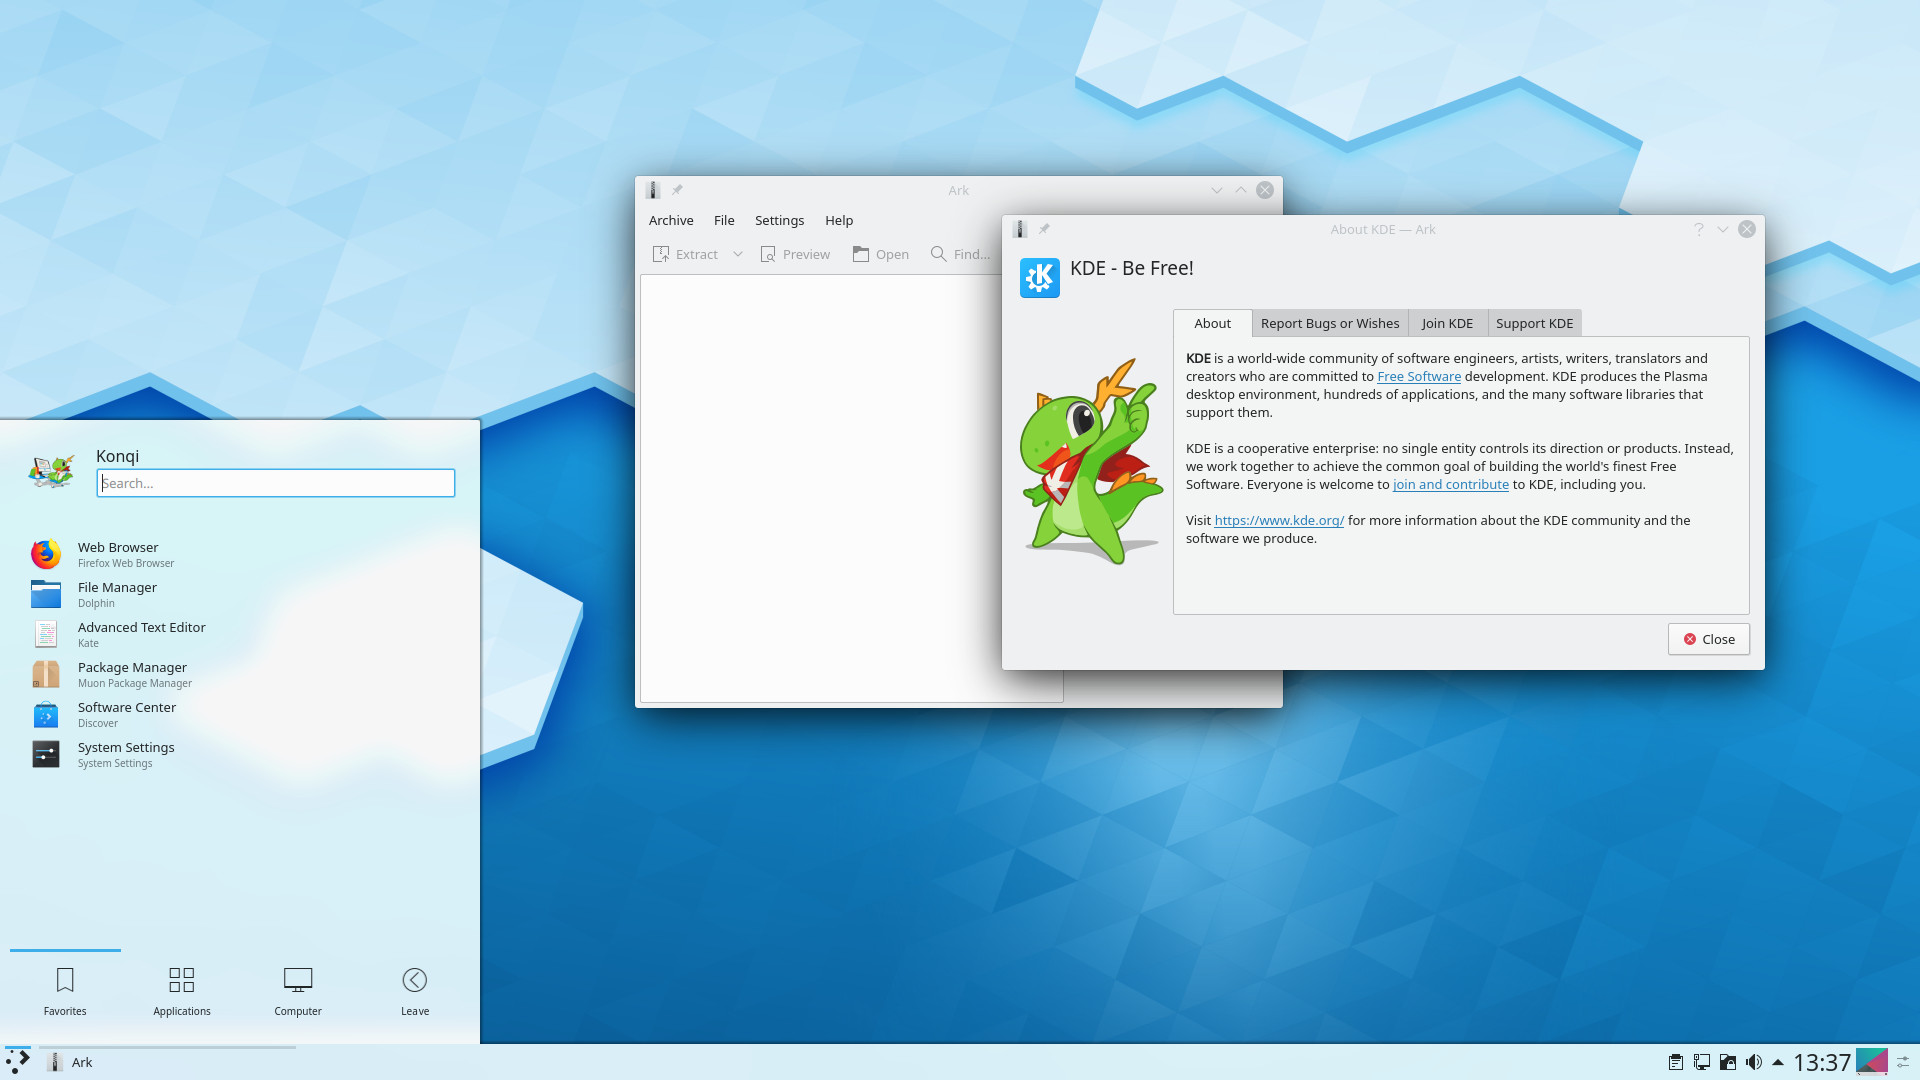 Ark
Archive File Settings Help
Extract Preview Open Find...
About KDE — Ark
KDE - Be Free!
About Report Bugs or Wishes Join KDE Support KDE
KDE is a world-wide community of software engineers, artists, writers, translators and
creators who are committed to Free Software development. KDE produces the Plasma
desktop environment, hundreds of applications, and the many software libraries that
support them.
KDE is a cooperative enterprise: no single entity controls its direction or products. Instead,
we work together to achieve the common goal of building the world's finest Free
Software. Everyone is welcome to join and contribute to KDE, including you.
Visit https://www.kde.org/ for more information about the KDE community and the
software we produce.
Close
Konqi
Search...
Web Browser
Firefox Web Browser
File Manager
Dolphin
Advanced Text Editor
Kate
Package Manager
Muon Package Manager
Software Center
Discover
System Settings
System Settings
Favorites Applications Computer Leave
Ark
13:37